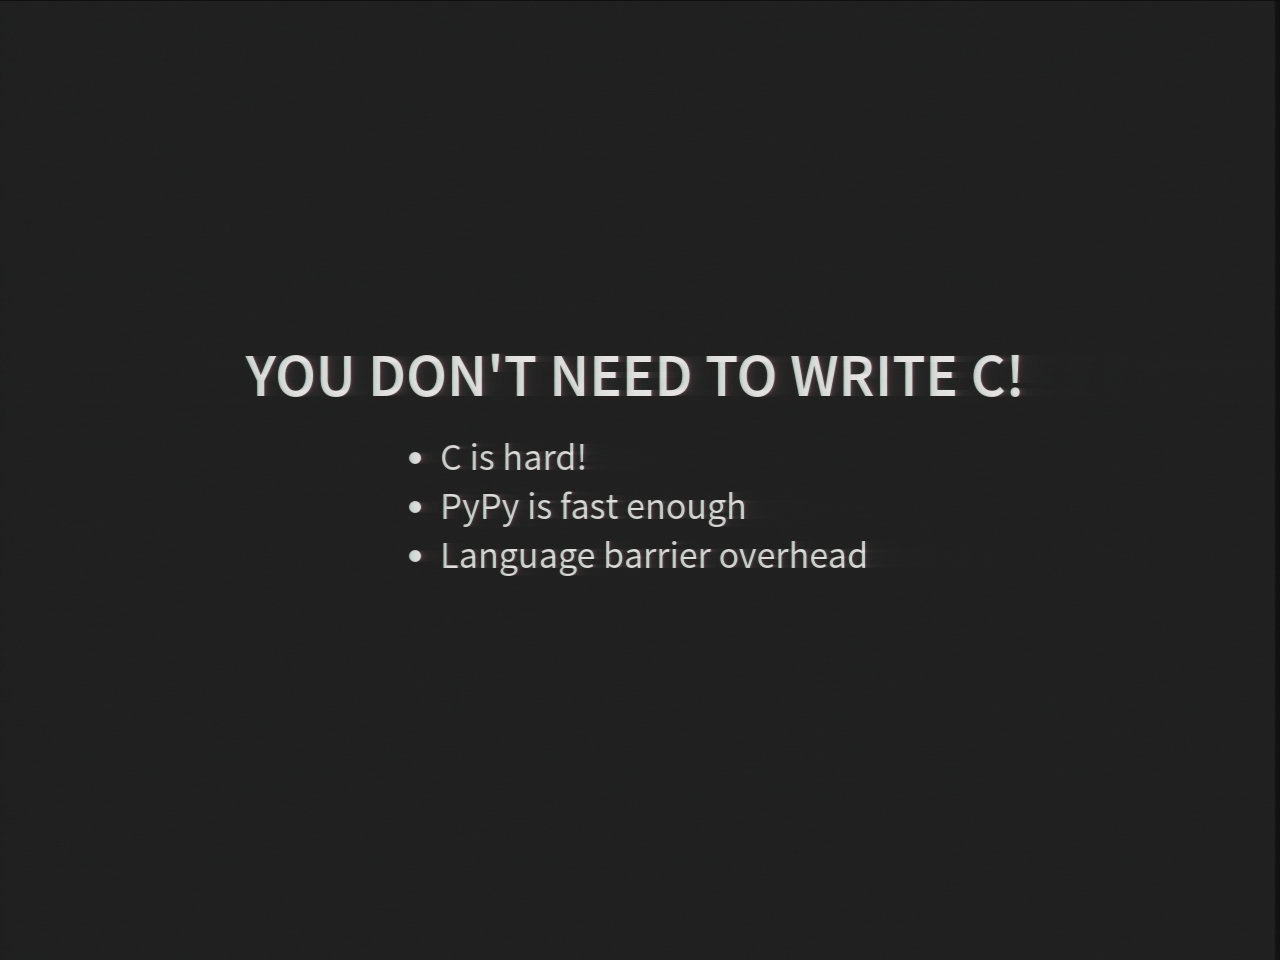 YOU DON'T NEED TO WRITE C!
• C is hard!
• PyPy is fast enough
• Language barrier overhead